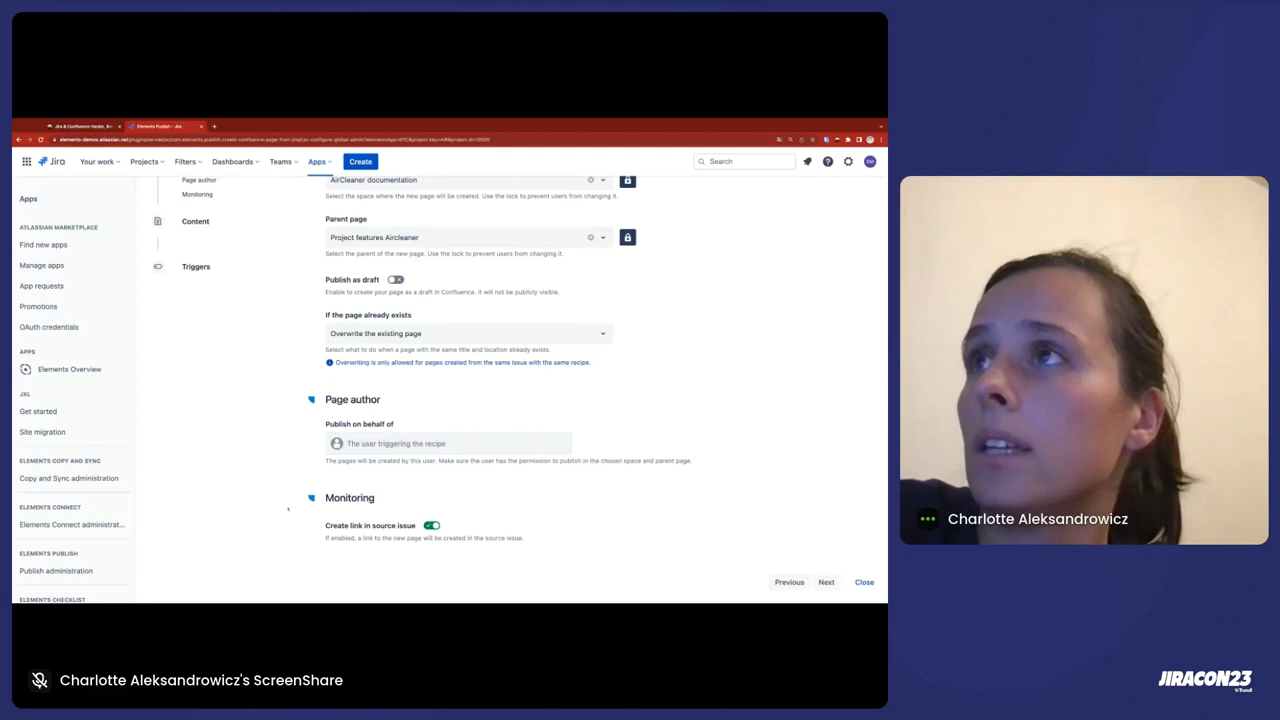 Jira & Confluence Harder, B
Elements Publish - Jira
Jira
Your work
Projects
Filters
Dashboards
Teams
Apps
Create
Search
Apps
ATLASSIAN MARKETPLACE
Find new apps
Manage apps
App requests
Promotions
OAuth credentials
APPS
Elements Overview
JXL
Get started
Site migration
ELEMENTS COPY AND SYNC
Copy and Sync administration
ELEMENTS CONNECT
Elements Connect administrat...
ELEMENTS PUBLISH
Publish administration
ELEMENTS CHECKLIST
Page author
Monitoring
Content
Triggers
AirCleaner documentation
Select the space where the new page will be created. Use the lock to prevent users from changing it.
Parent page
Project features Aircleaner
Select the parent of the new page. Use the lock to prevent users from changing it.
Publish as draft
Enable to create your page as a draft in Confluence. It will not be publicly visible.
If the page already exists
Overwrite the existing page
Select what to do when a page with the same title and location already exists.
Overwriting is only allowed for pages created from the same issue with the same recipe.
Page author
Publish on behalf of
The user triggering the recipe
The pages will be created by this user. Make sure the user has the permission to publish in the chosen space and parent page.
Monitoring
Create link in source issue
If enabled, a link to the new page will be created in the source issue.
Previous
Next
Close
Charlotte Aleksandrowicz's ScreenShare
Charlotte Aleksandrowicz
JIRACON23